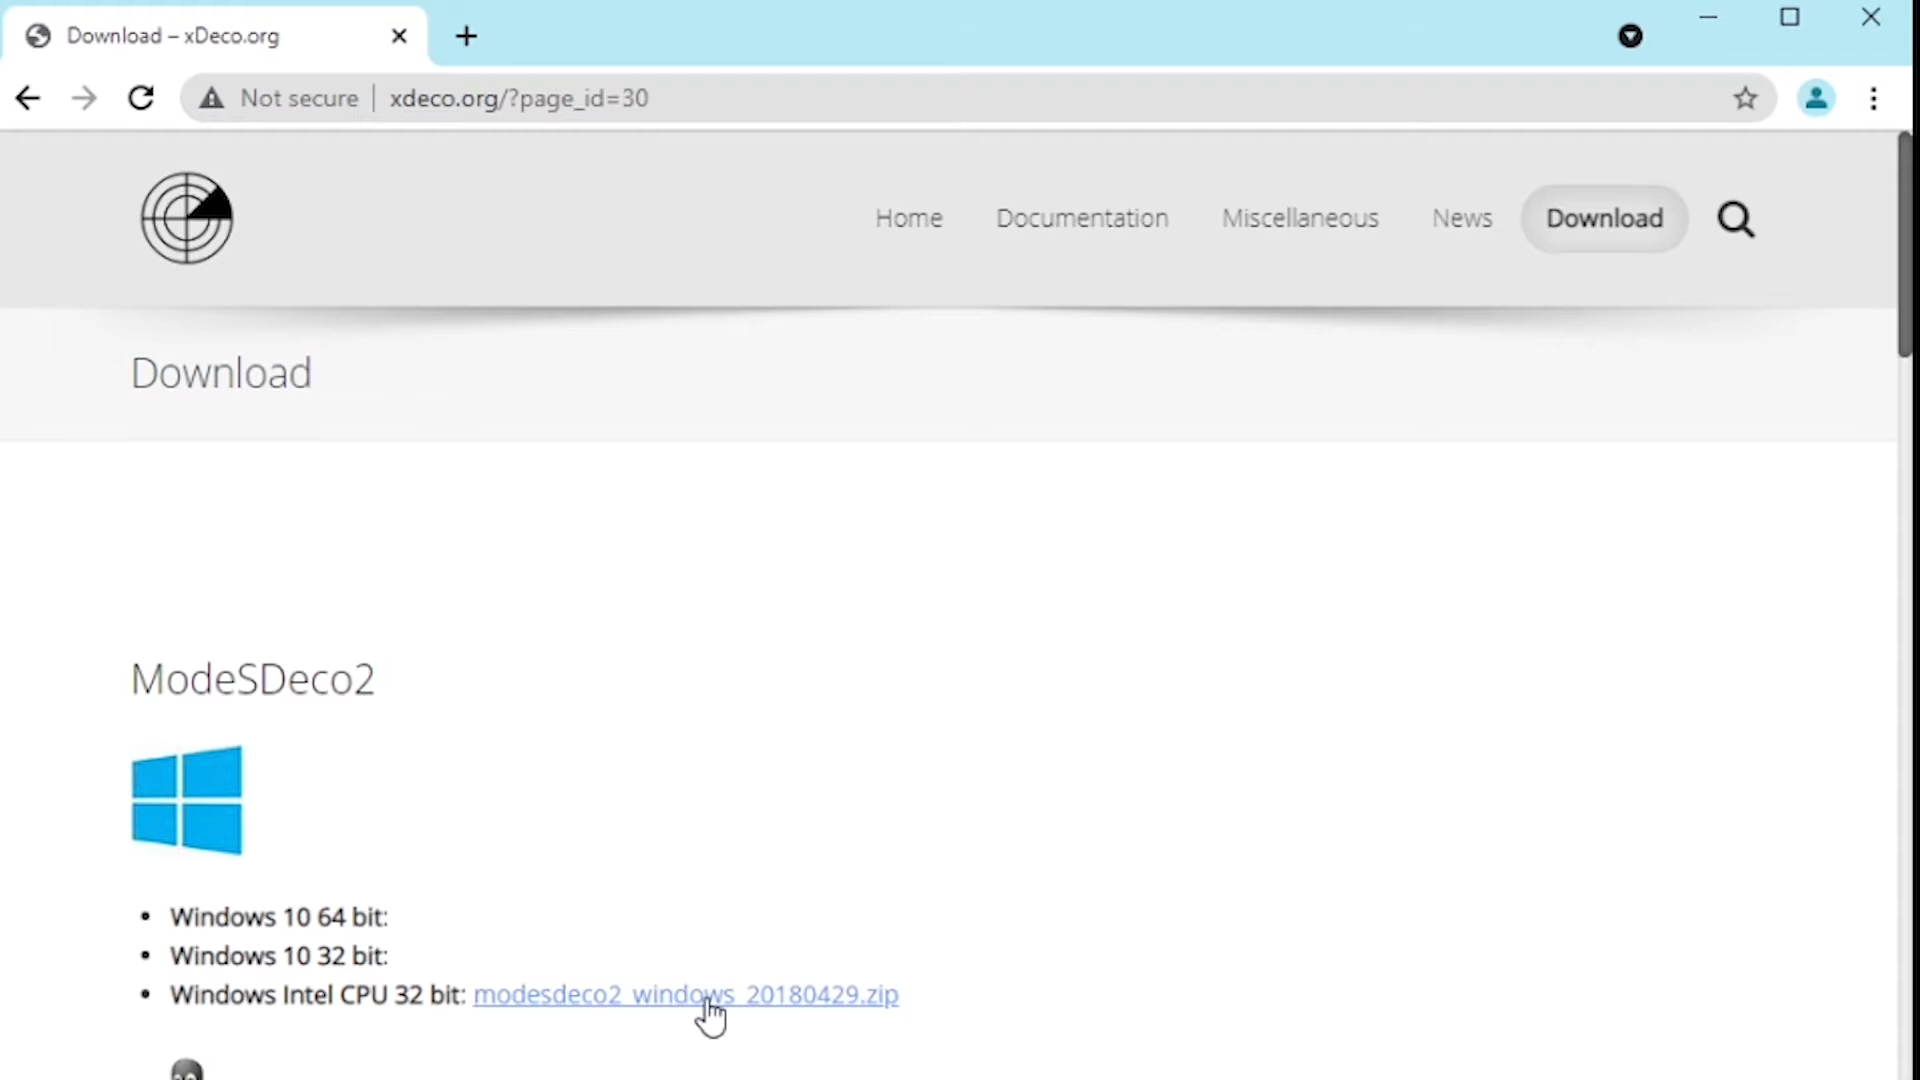 Download – xDeco.org
Not secure xdeco.org/?page_id=30
Home Documentation Miscellaneous News Download
Download
ModeSDeco2
Windows 10 64 bit:
Windows 10 32 bit:
Windows Intel CPU 32 bit: modesdeco2_windows_20180429.zip